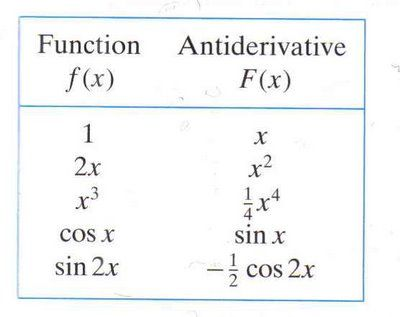 Function Antiderivative
f(x) F(x)
1 x
2x x²
x³ ¼x⁴
cos x sin x
sin 2x −½ cos 2x